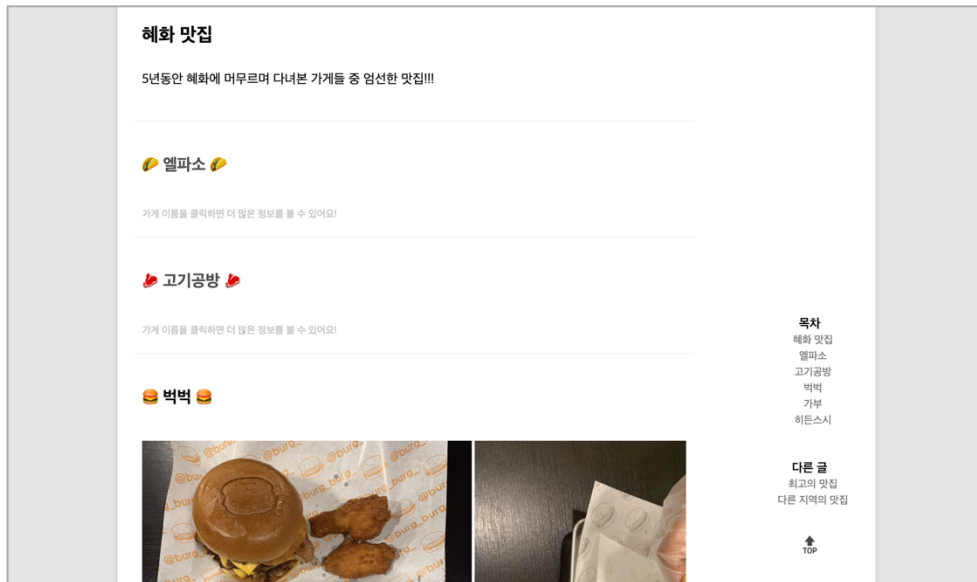 혜화 맛집
5년동안 혜화에 머무르며 다녀본 가게들 중 엄선한 맛집!!!
🌮 엘파소 🌮
가게 이름을 클릭하면 더 많은 정보를 볼 수 있어요!
🥩 고기공방 🥩
가게 이름을 클릭하면 더 많은 정보를 볼 수 있어요!
🍔 벅벅 🍔
@burg_burg_
목차
혜화 맛집
엘파소
고기공방
벅벅
가부
히든스시
다른 글
최고의 맛집
다른 지역의 맛집
TOP